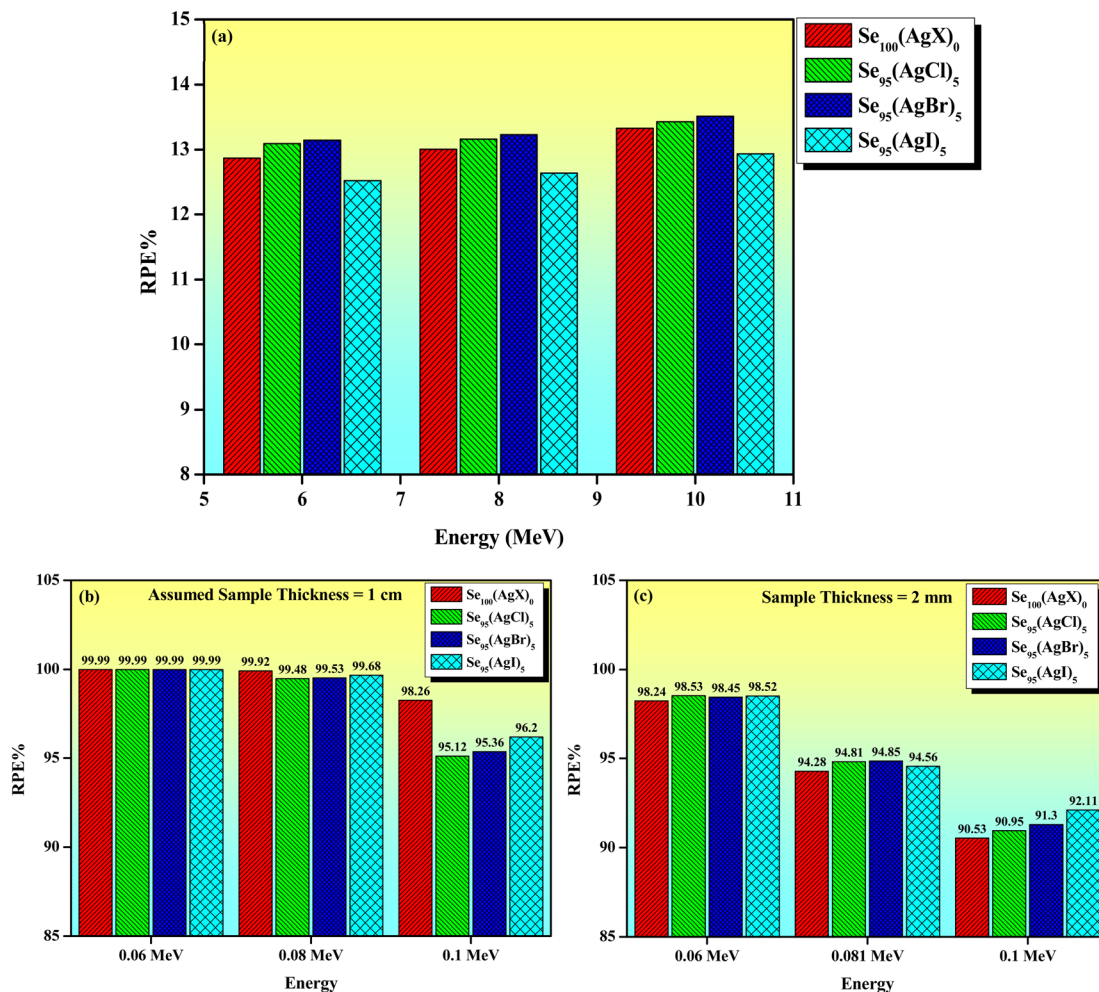 (a)
Se100(AgX)0
Se95(AgCl)5
Se95(AgBr)5
Se95(AgI)5
15
14
13
12
11
10
9
8
RPE%
5 6 7 8 9 10 11
Energy (MeV)
(b) Assumed Sample Thickness = 1 cm
Se100(AgX)0
Se95(AgCl)5
Se95(AgBr)5
Se95(AgI)5
105
100
95
90
85
RPE%
99.99 99.99 99.99 99.99
99.92 99.48 99.53 99.68
98.26 95.12 95.36 96.2
0.06 MeV 0.08 MeV 0.1 MeV
Energy
(c) Sample Thickness = 2 mm
Se100(AgX)0
Se95(AgCl)5
Se95(AgBr)5
Se95(AgI)5
105
100
95
90
85
RPE%
98.24 98.53 98.45 98.52
94.28 94.81 94.85 94.56
90.53 90.95 91.3 92.11
0.06 MeV 0.081 MeV 0.1 MeV
Energy